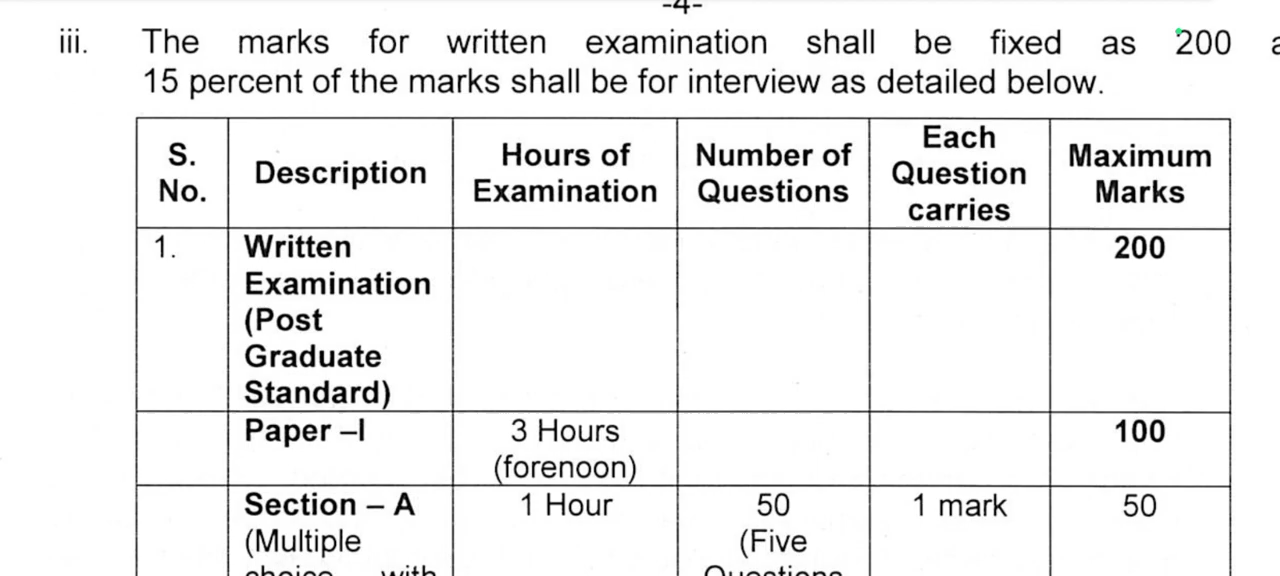 -4-
iii. The marks for written examination shall be fixed as 200
15 percent of the marks shall be for interview as detailed below.
S. No. Description Hours of Examination Number of Questions Each Question carries Maximum Marks
1. Written 200
Examination
(Post
Graduate
Standard)
Paper –I 3 Hours 100
(forenoon)
Section – A 1 Hour 50 1 mark 50
(Multiple (Five
choice with Questions